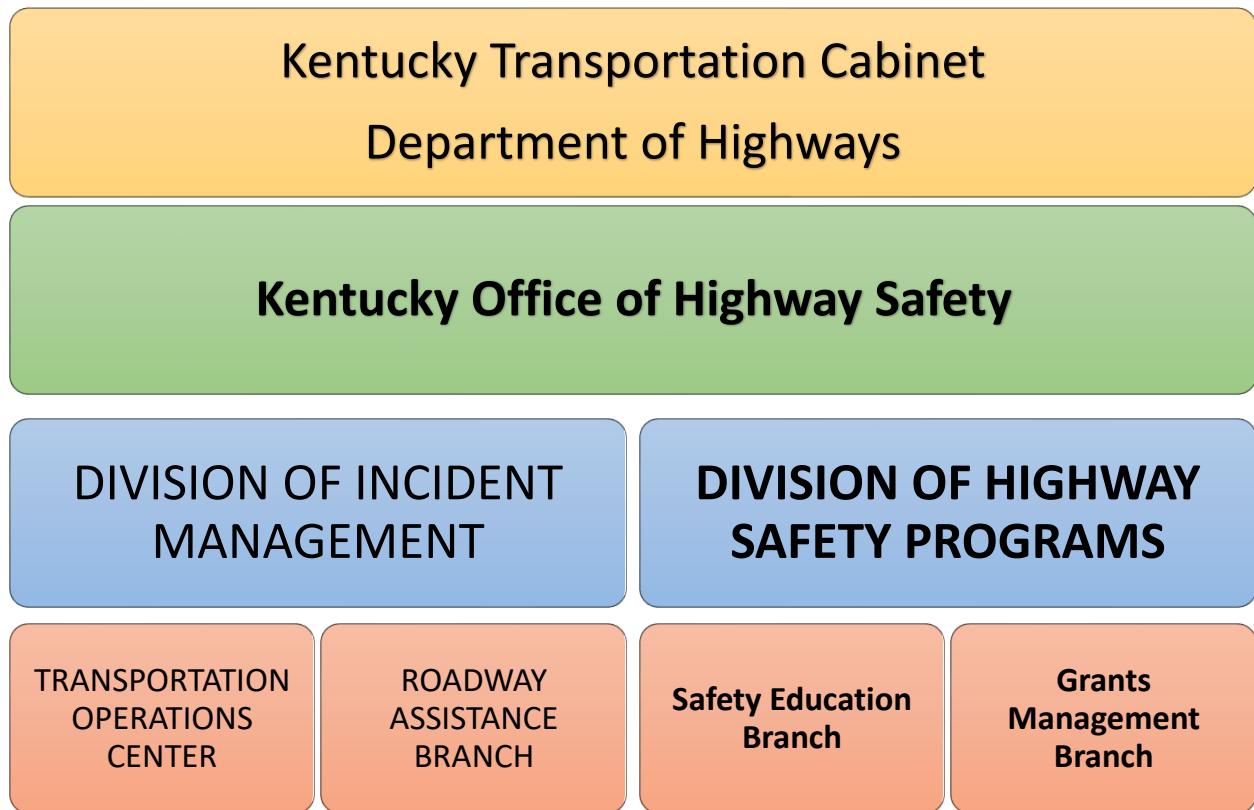 Kentucky Transportation Cabinet
Department of Highways
Kentucky Office of Highway Safety
DIVISION OF INCIDENT
MANAGEMENT
DIVISION OF HIGHWAY
SAFETY PROGRAMS
TRANSPORTATION
OPERATIONS
CENTER
ROADWAY
ASSISTANCE
BRANCH
Safety Education
Branch
Grants
Management
Branch